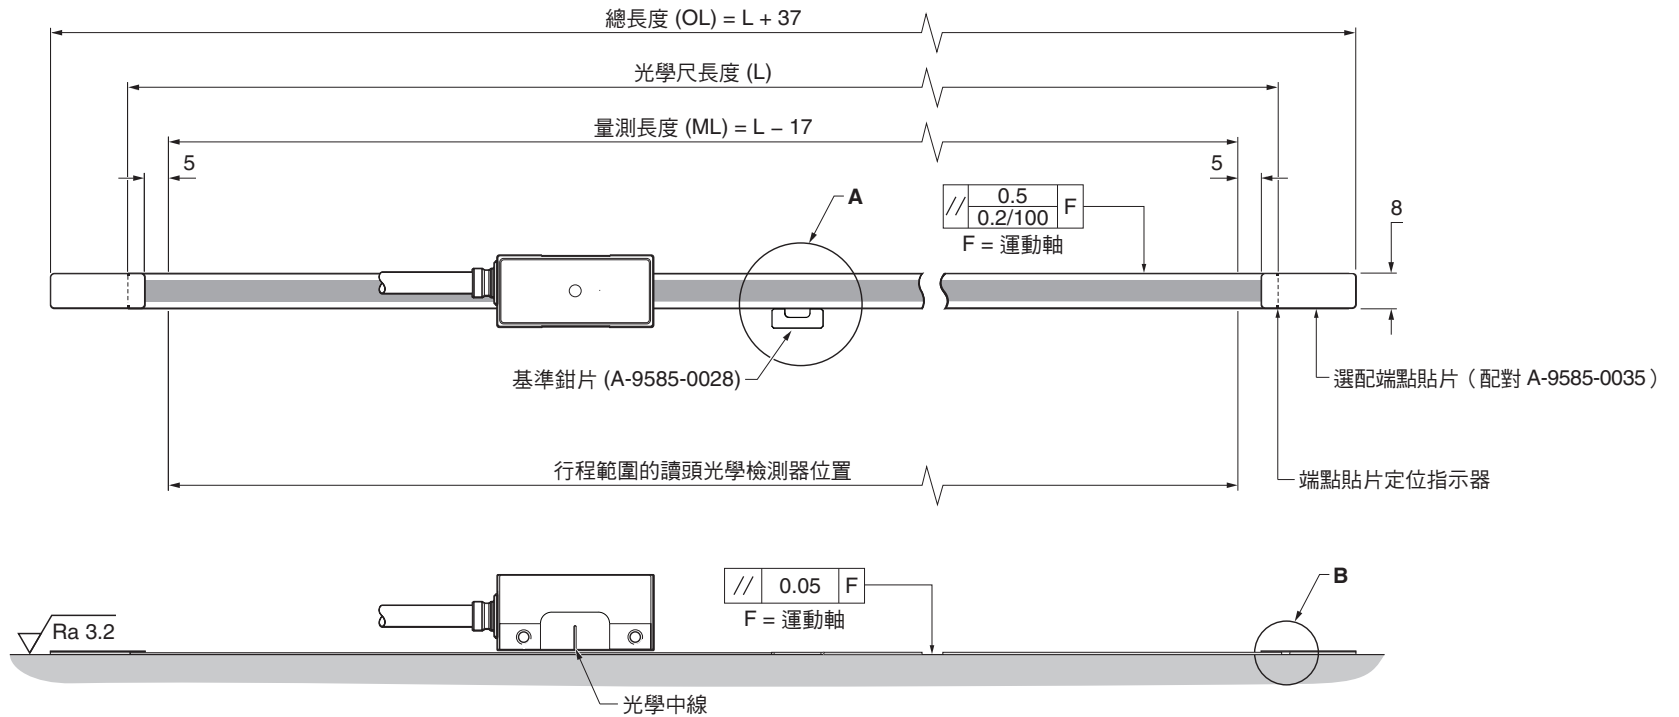 總長度 (OL) = L + 37
光學尺長度 (L)
量測長度 (ML) = L − 17
5
5
A
// 0.5 F
0.2/100
F = 運動軸
8
基準鉗片 (A-9585-0028)
選配端點貼片（配對 A-9585-0035）
行程範圍的讀頭光學檢測器位置
端點貼片定位指示器
// 0.05 F
F = 運動軸
B
Ra 3.2
光學中線